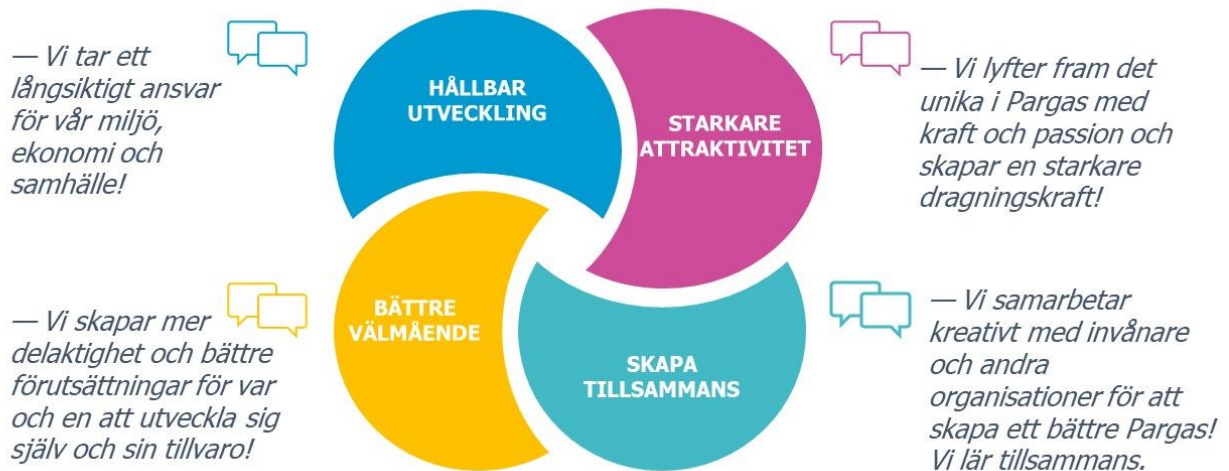 — Vi tar ett
långsiktigt ansvar
för vår miljö,
ekonomi och
samhälle!
HÅLLBAR
UTVECKLING
STARKARE
ATTRAKTIVITET
— Vi lyfter fram det
unika i Pargas med
kraft och passion och
skapar en starkare
dragningskraft!
— Vi skapar mer
delaktighet och bättre
förutsättningar för var
och en att utveckla sig
själv och sin tillvaro!
BÄTTRE
VÄLMÅENDE
SKAPA
TILLSAMMANS
— Vi samarbetar
kreativt med invånare
och andra
organisationer för att
skapa ett bättre Pargas!
Vi lär tillsammans.